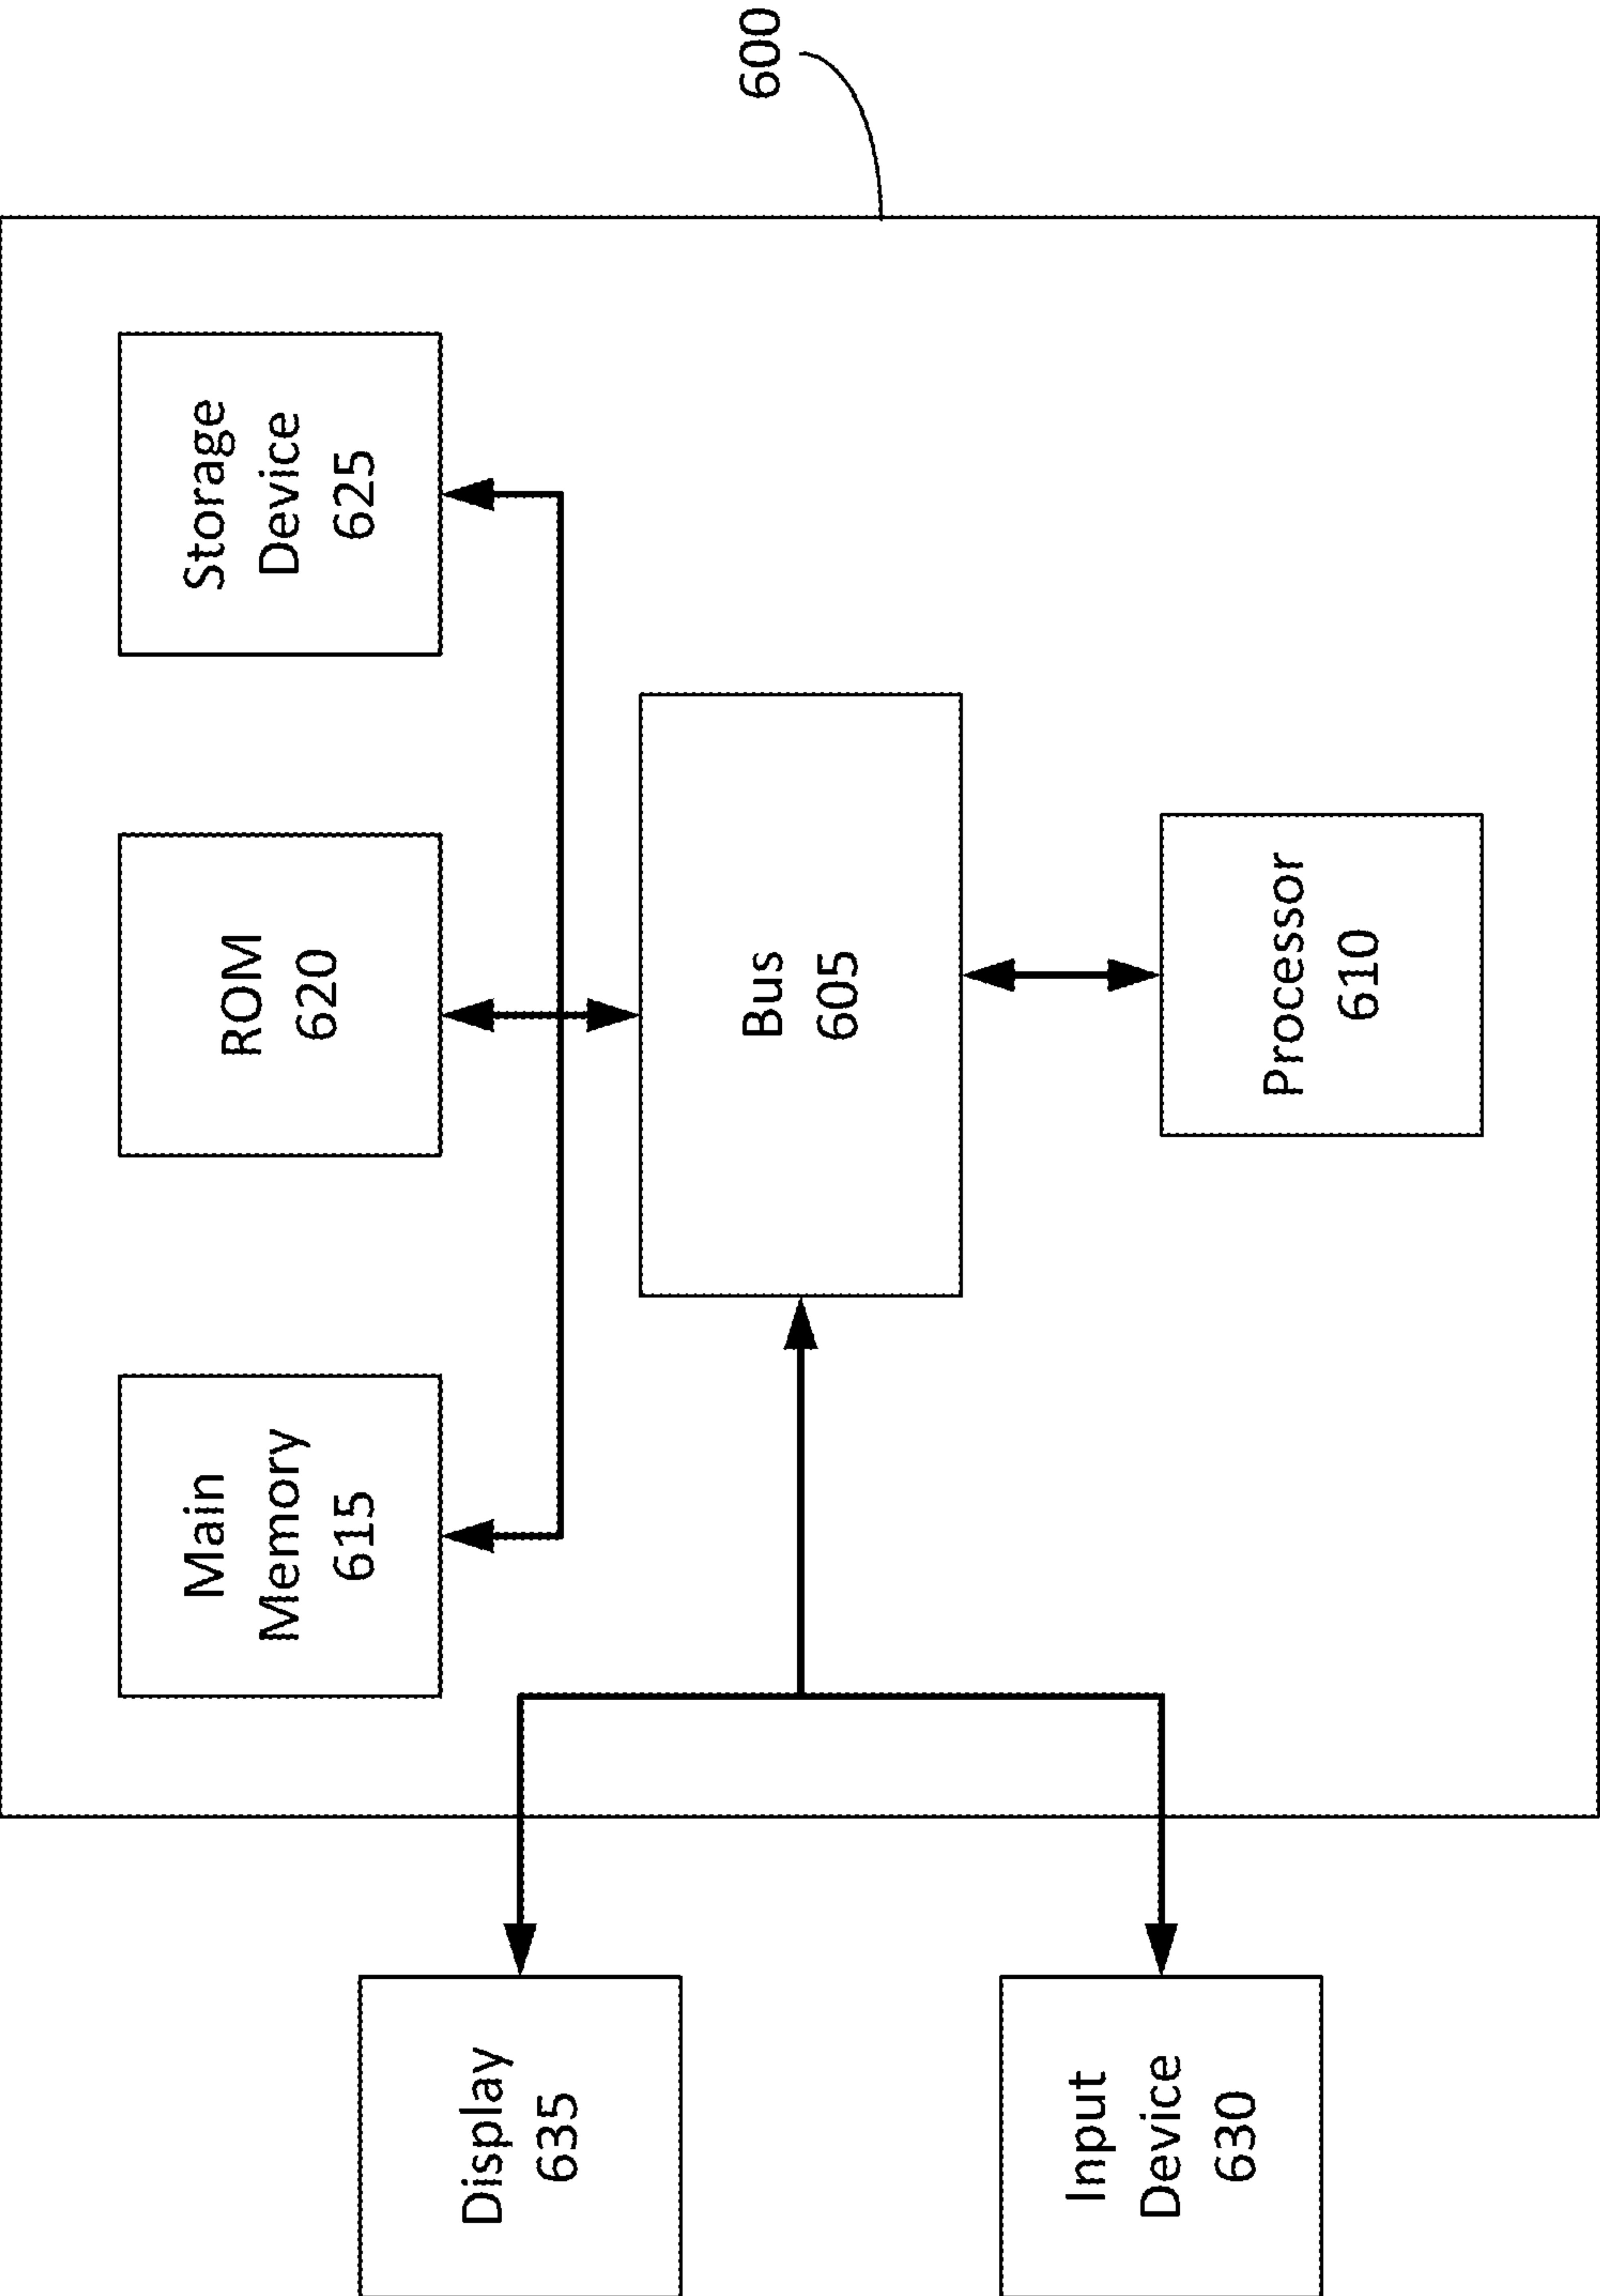 600
Main
Memory
615
ROM
620
Storage
Device
625
Display
635
Bus
605
Input
Device
630
Processor
610